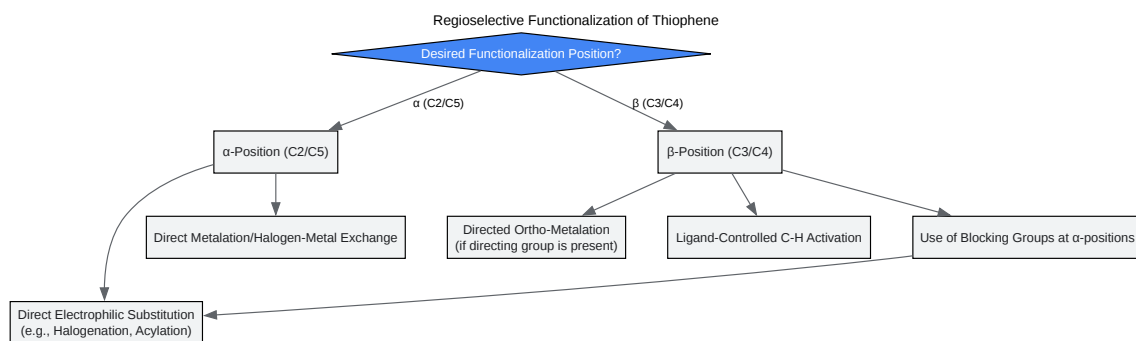 Regioselective Functionalization of Thiophene
Desired Functionalization Position?
α (C2/C5)
β (C3/C4)
α-Position (C2/C5)
β-Position (C3/C4)
Direct Metalation/Halogen-Metal Exchange
Directed Ortho-Metalation
(if directing group is present)
Ligand-Controlled C-H Activation
Use of Blocking Groups at α-positions
Direct Electrophilic Substitution
(e.g., Halogenation, Acylation)